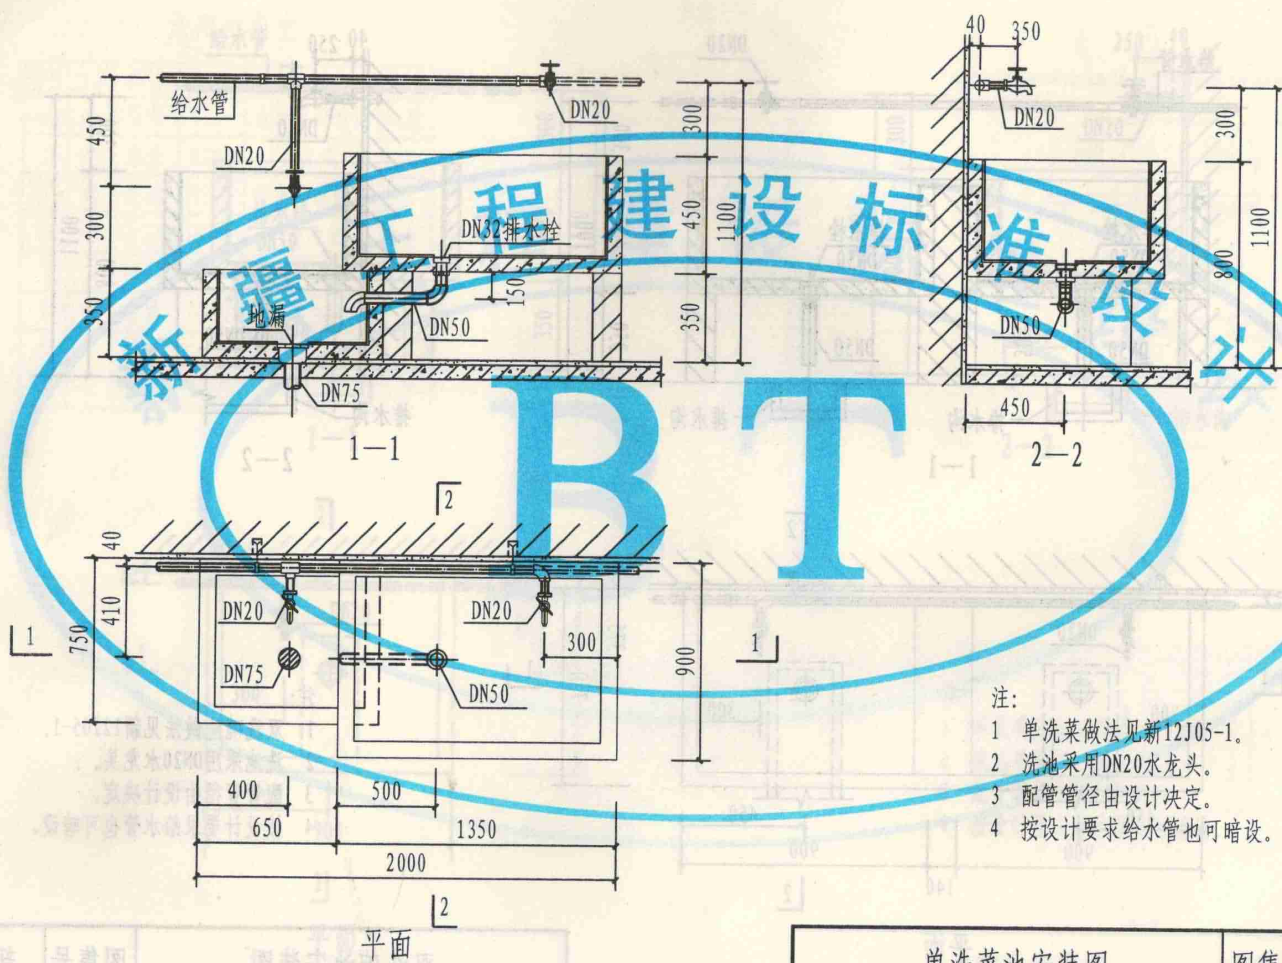 给水管
DN20
DN20
DN32排水栓
DN50
地漏
DN75
450
300
350
150
300
450
350
1100
1—1
40
350
DN20
DN50
300
800
1100
450
2—2
新疆工程建设标准设计
BT
2
40
410
750
1
DN20
DN75
DN20
DN50
300
900
1
400
500
650
1350
2000
2
平面
注:
1 单洗菜做法见新12J05-1。
2 洗池采用DN20水龙头。
3 配管管径由设计决定。
4 按设计要求给水管也可暗设。
单洗菜池安装图
图集